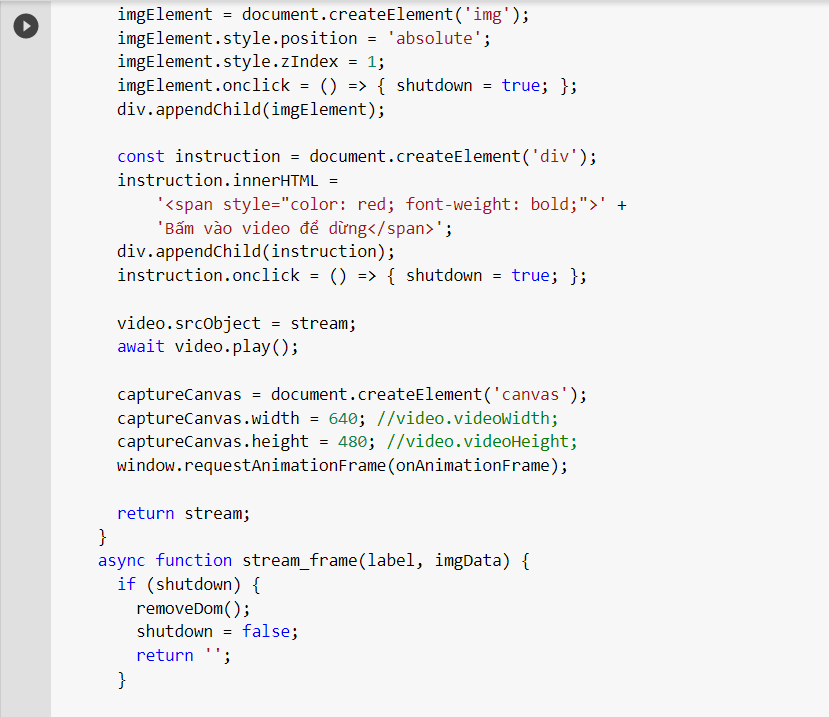 imgElement = document.createElement('img');
imgElement.style.position = 'absolute';
imgElement.style.zIndex = 1;
imgElement.onclick = () => { shutdown = true; };
div.appendChild(imgElement);
const instruction = document.createElement('div');
instruction.innerHTML =
'<span style="color: red; font-weight: bold;">' +
'Bấm vào video để dừng</span>';
div.appendChild(instruction);
instruction.onclick = () => { shutdown = true; };
video.srcObject = stream;
await video.play();
captureCanvas = document.createElement('canvas');
captureCanvas.width = 640; //video.videoWidth;
captureCanvas.height = 480; //video.videoHeight;
window.requestAnimationFrame(onAnimationFrame);
return stream;
}
async function stream_frame(label, imgData) {
if (shutdown) {
removeDom();
shutdown = false;
return '';
}